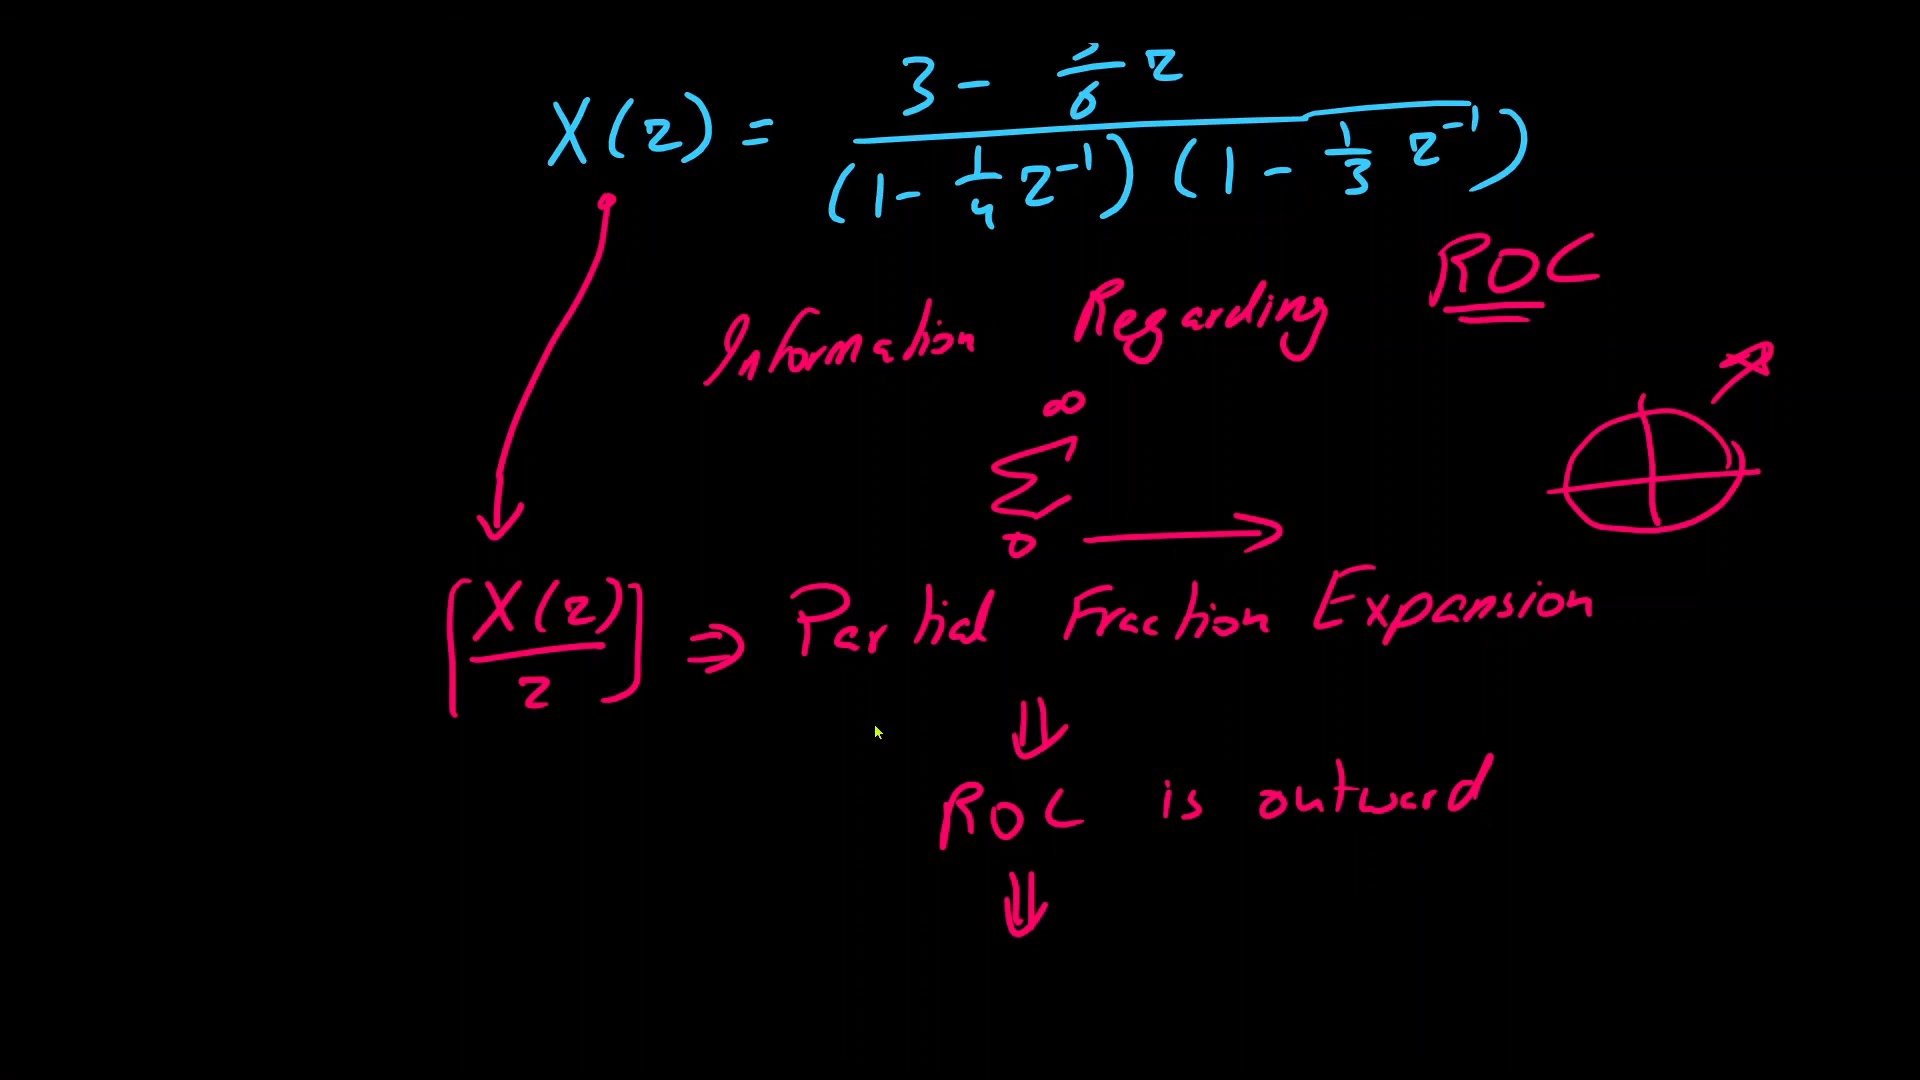 X(z) = (3 - 5/6 z) / ((1 - 1/4 z⁻¹) (1 - 1/3 z⁻¹))
ROC
Information Regarding
∞
Σ
0 →
[X(z)/z] ⇒ Partial Fraction Expansion
⇓
ROC is outward
⇓